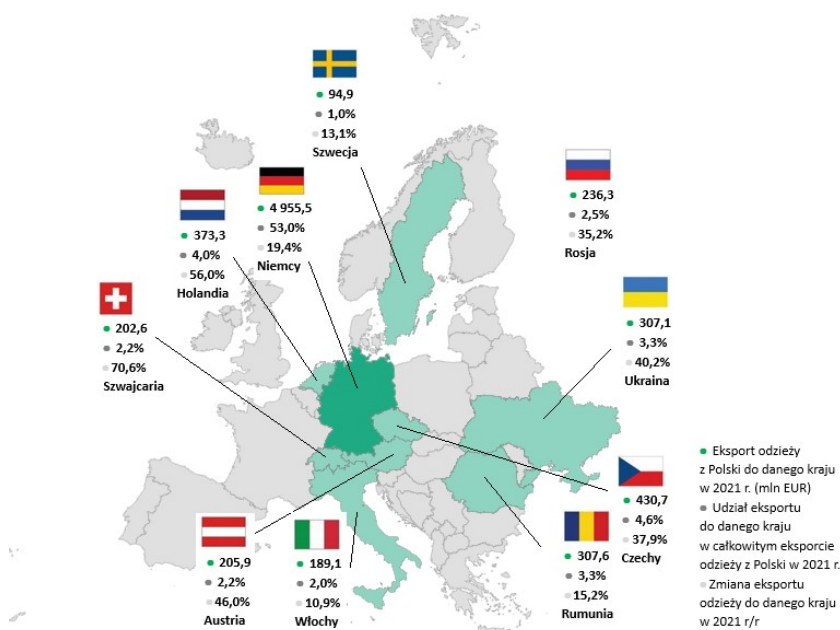 94,9
1,0%
13,1%
Szwecja
4 955,5
53,0%
19,4%
Niemcy
373,3
4,0%
56,0%
Holandia
236,3
2,5%
35,2%
Rosja
202,6
2,2%
70,6%
Szwajcaria
307,1
3,3%
40,2%
Ukraina
430,7
4,6%
37,9%
Czechy
205,9
2,2%
46,0%
Austria
189,1
2,0%
10,9%
Włochy
307,6
3,3%
15,2%
Rumunia
Eksport odzieży
z Polski do danego kraju
w 2021 r. (mln EUR)
Udział eksportu
do danego kraju
w całkowitym eksporcie
odzieży z Polski w 2021 r.
Zmiana eksportu
odzieży do danego kraju
w 2021 r/r